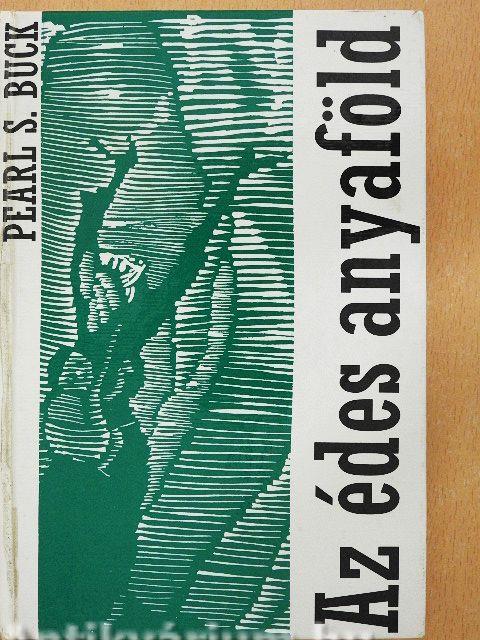 PEARL S. BUCK
Az édes anyaföld